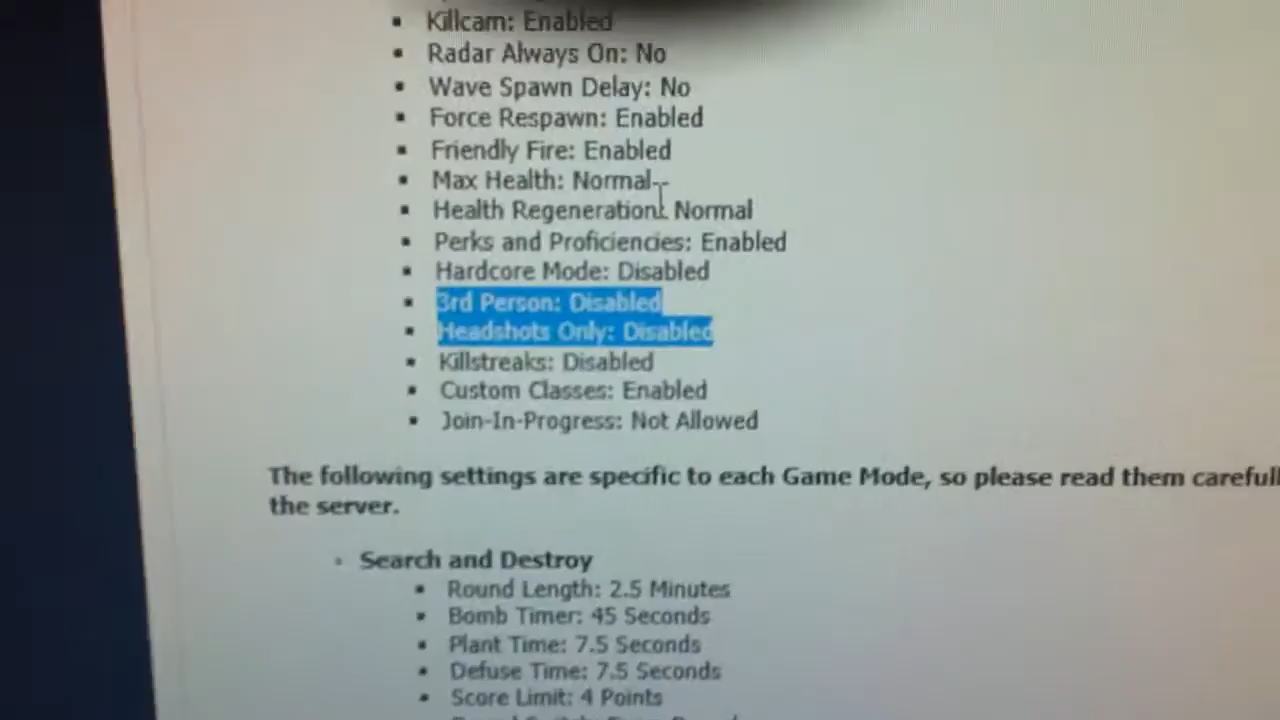 Killcam: Enabled
Radar Always On: No
Wave Spawn Delay: No
Force Respawn: Enabled
Friendly Fire: Enabled
Max Health: Normal
Health Regeneration: Normal
Perks and Proficiencies: Enabled
Hardcore Mode: Disabled
3rd Person: Disabled
Headshots Only: Disabled
Killstreaks: Disabled
Custom Classes: Enabled
Join-In-Progress: Not Allowed
The following settings are specific to each Game Mode, so please read them carefull
the server.
Search and Destroy
Round Length: 2.5 Minutes
Bomb Timer: 45 Seconds
Plant Time: 7.5 Seconds
Defuse Time: 7.5 Seconds
Score Limit: 4 Points